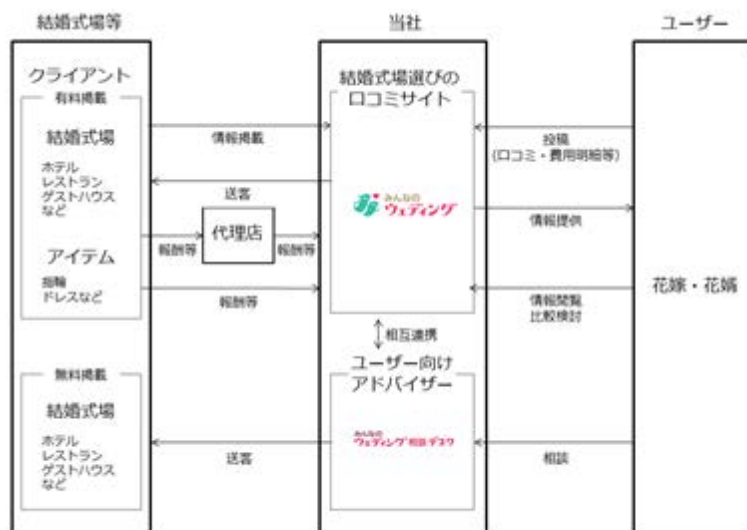 結婚式場等
当社
ユーザー
クライアント
有料掲載
結婚式場
ホテル
レストラン
ゲストハウス
など
アイテム
指輪
ドレスなど
無料掲載
結婚式場
ホテル
レストラン
ゲストハウス
など
情報掲載
送客
報酬等
代理店
報酬等
報酬等
送客
結婚式場選びの
口コミサイト
みんなの
ウェディング
相互連携
ユーザー向け
アドバイザー
みんなの
ウェディング相談デスク
投稿
(口コミ・費用明細等)
情報提供
情報閲覧
比較検討
相談
花嫁・花婿